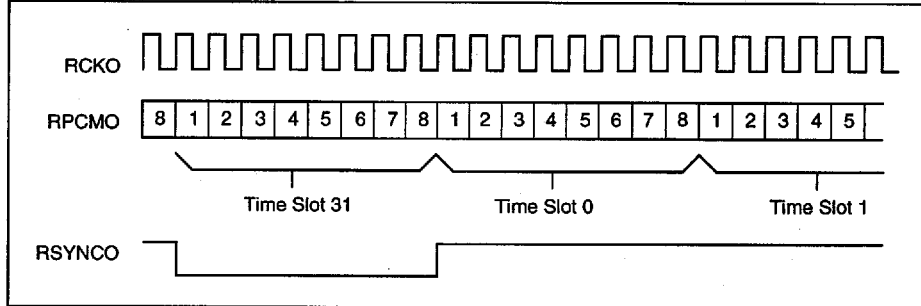 RCKO
RPCMO 8 1 2 3 4 5 6 7 8 1 2 3 4 5 6 7 8 1 2 3 4 5
Time Slot 31 Time Slot 0 Time Slot 1
RSYNCO